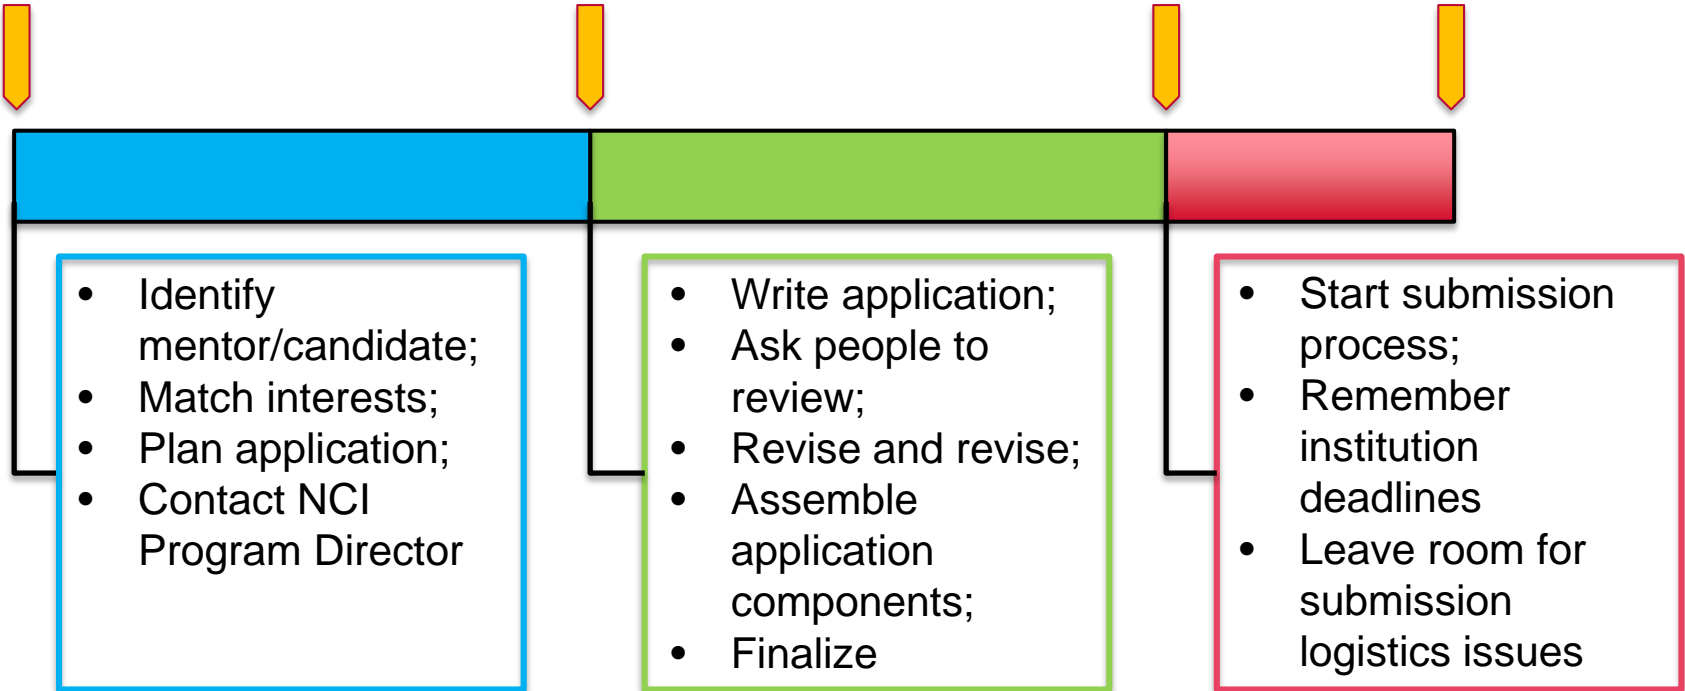 • Identify
mentor/candidate;
• Match interests;
• Plan application;
• Contact NCI
Program Director
• Write application;
• Ask people to
review;
• Revise and revise;
• Assemble
application
components;
• Finalize
• Start submission
process;
• Remember
institution
deadlines
• Leave room for
submission
logistics issues